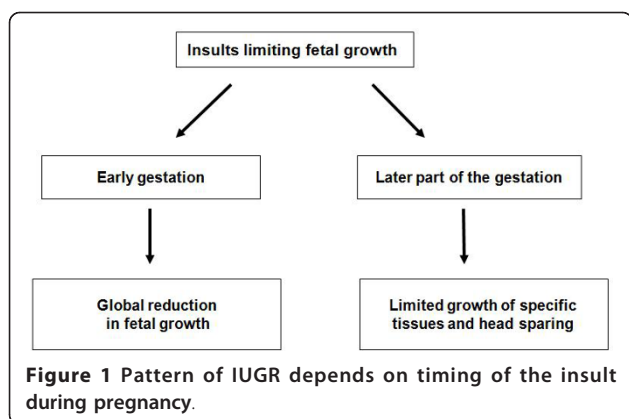 Insults limiting fetal growth
Early gestation
Later part of the gestation
Global reduction
in fetal growth
Limited growth of specific
tissues and head sparing
Figure 1 Pattern of IUGR depends on timing of the insult
during pregnancy.